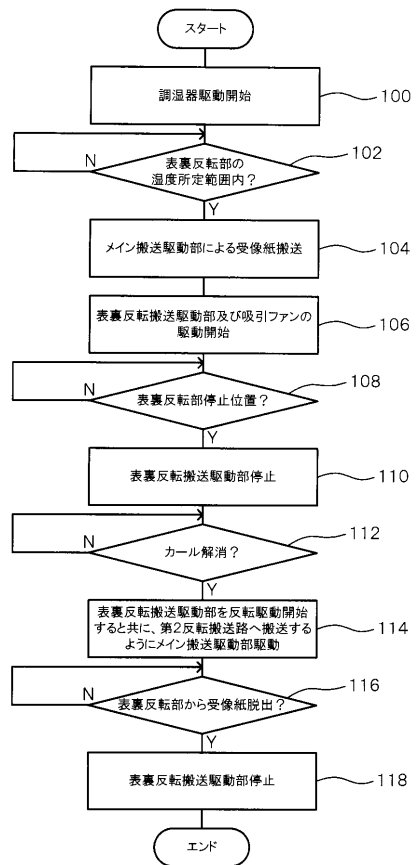 スタート
調湿器駆動開始
100
表裏反転部の
湿度所定範囲内?
102
N
Y
メイン搬送駆動部による受像紙搬送
104
表裏反転搬送駆動部及び吸引ファンの
駆動開始
106
表裏反転部停止位置?
108
N
Y
表裏反転搬送駆動部停止
110
カール解消?
112
N
Y
表裏反転搬送駆動部を反転駆動開始
すると共に、第2反転搬送路へ搬送する
ようにメイン搬送駆動部駆動
114
表裏反転部から受像紙脱出?
116
N
Y
表裏反転搬送駆動部停止
118
エンド